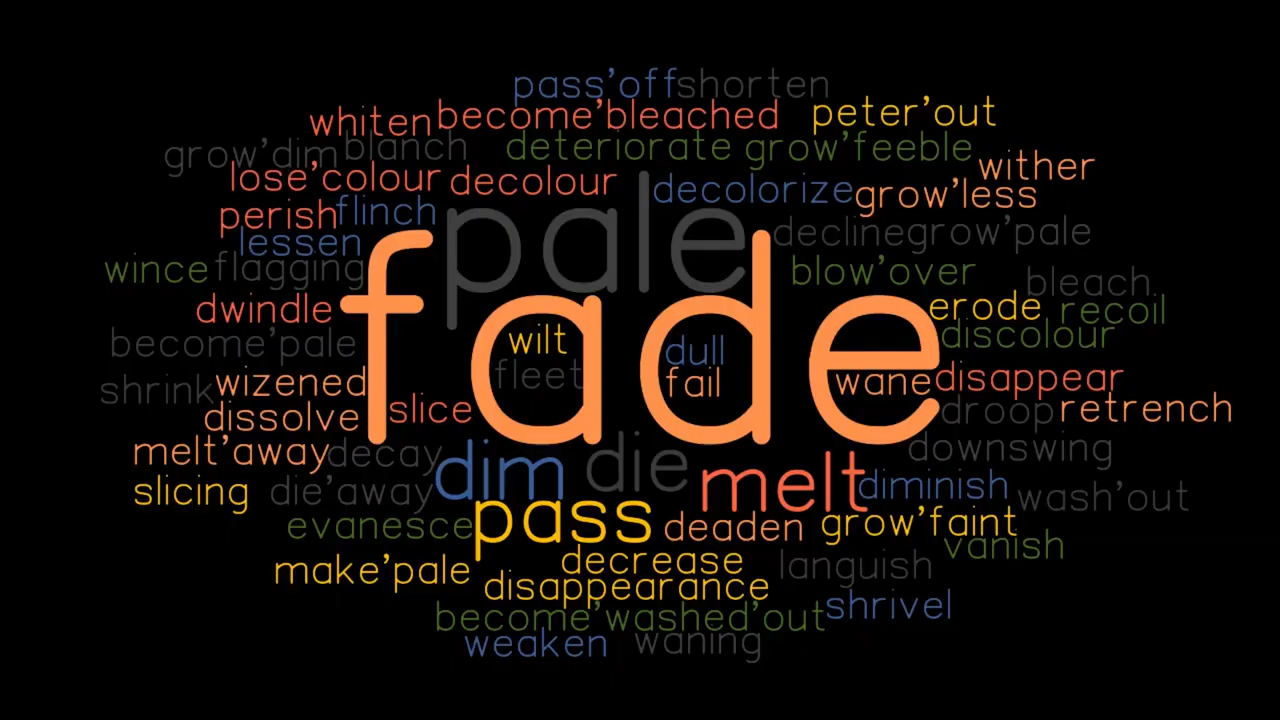 pass'off shorten
whiten become'bleached peter'out
grow'dim blanch deteriorate grow'feeble
wither
lose'colour decolour decolorize grow'less
perish flinch pale
lessen decline grow'pale
wince flagging blow'over bleach
fade
dwindle erode recoil
become'pale wilt dull discolour
shrink wizened fleet fail wane disappear
dissolve slice droop retrench
melt'away decay downswing
dim die melt
slicing die'away diminish wash'out
evanesce pass deaden grow'faint
vanish
make'pale decrease languish
disappearance
become'washed'out shrivel
weaken waning